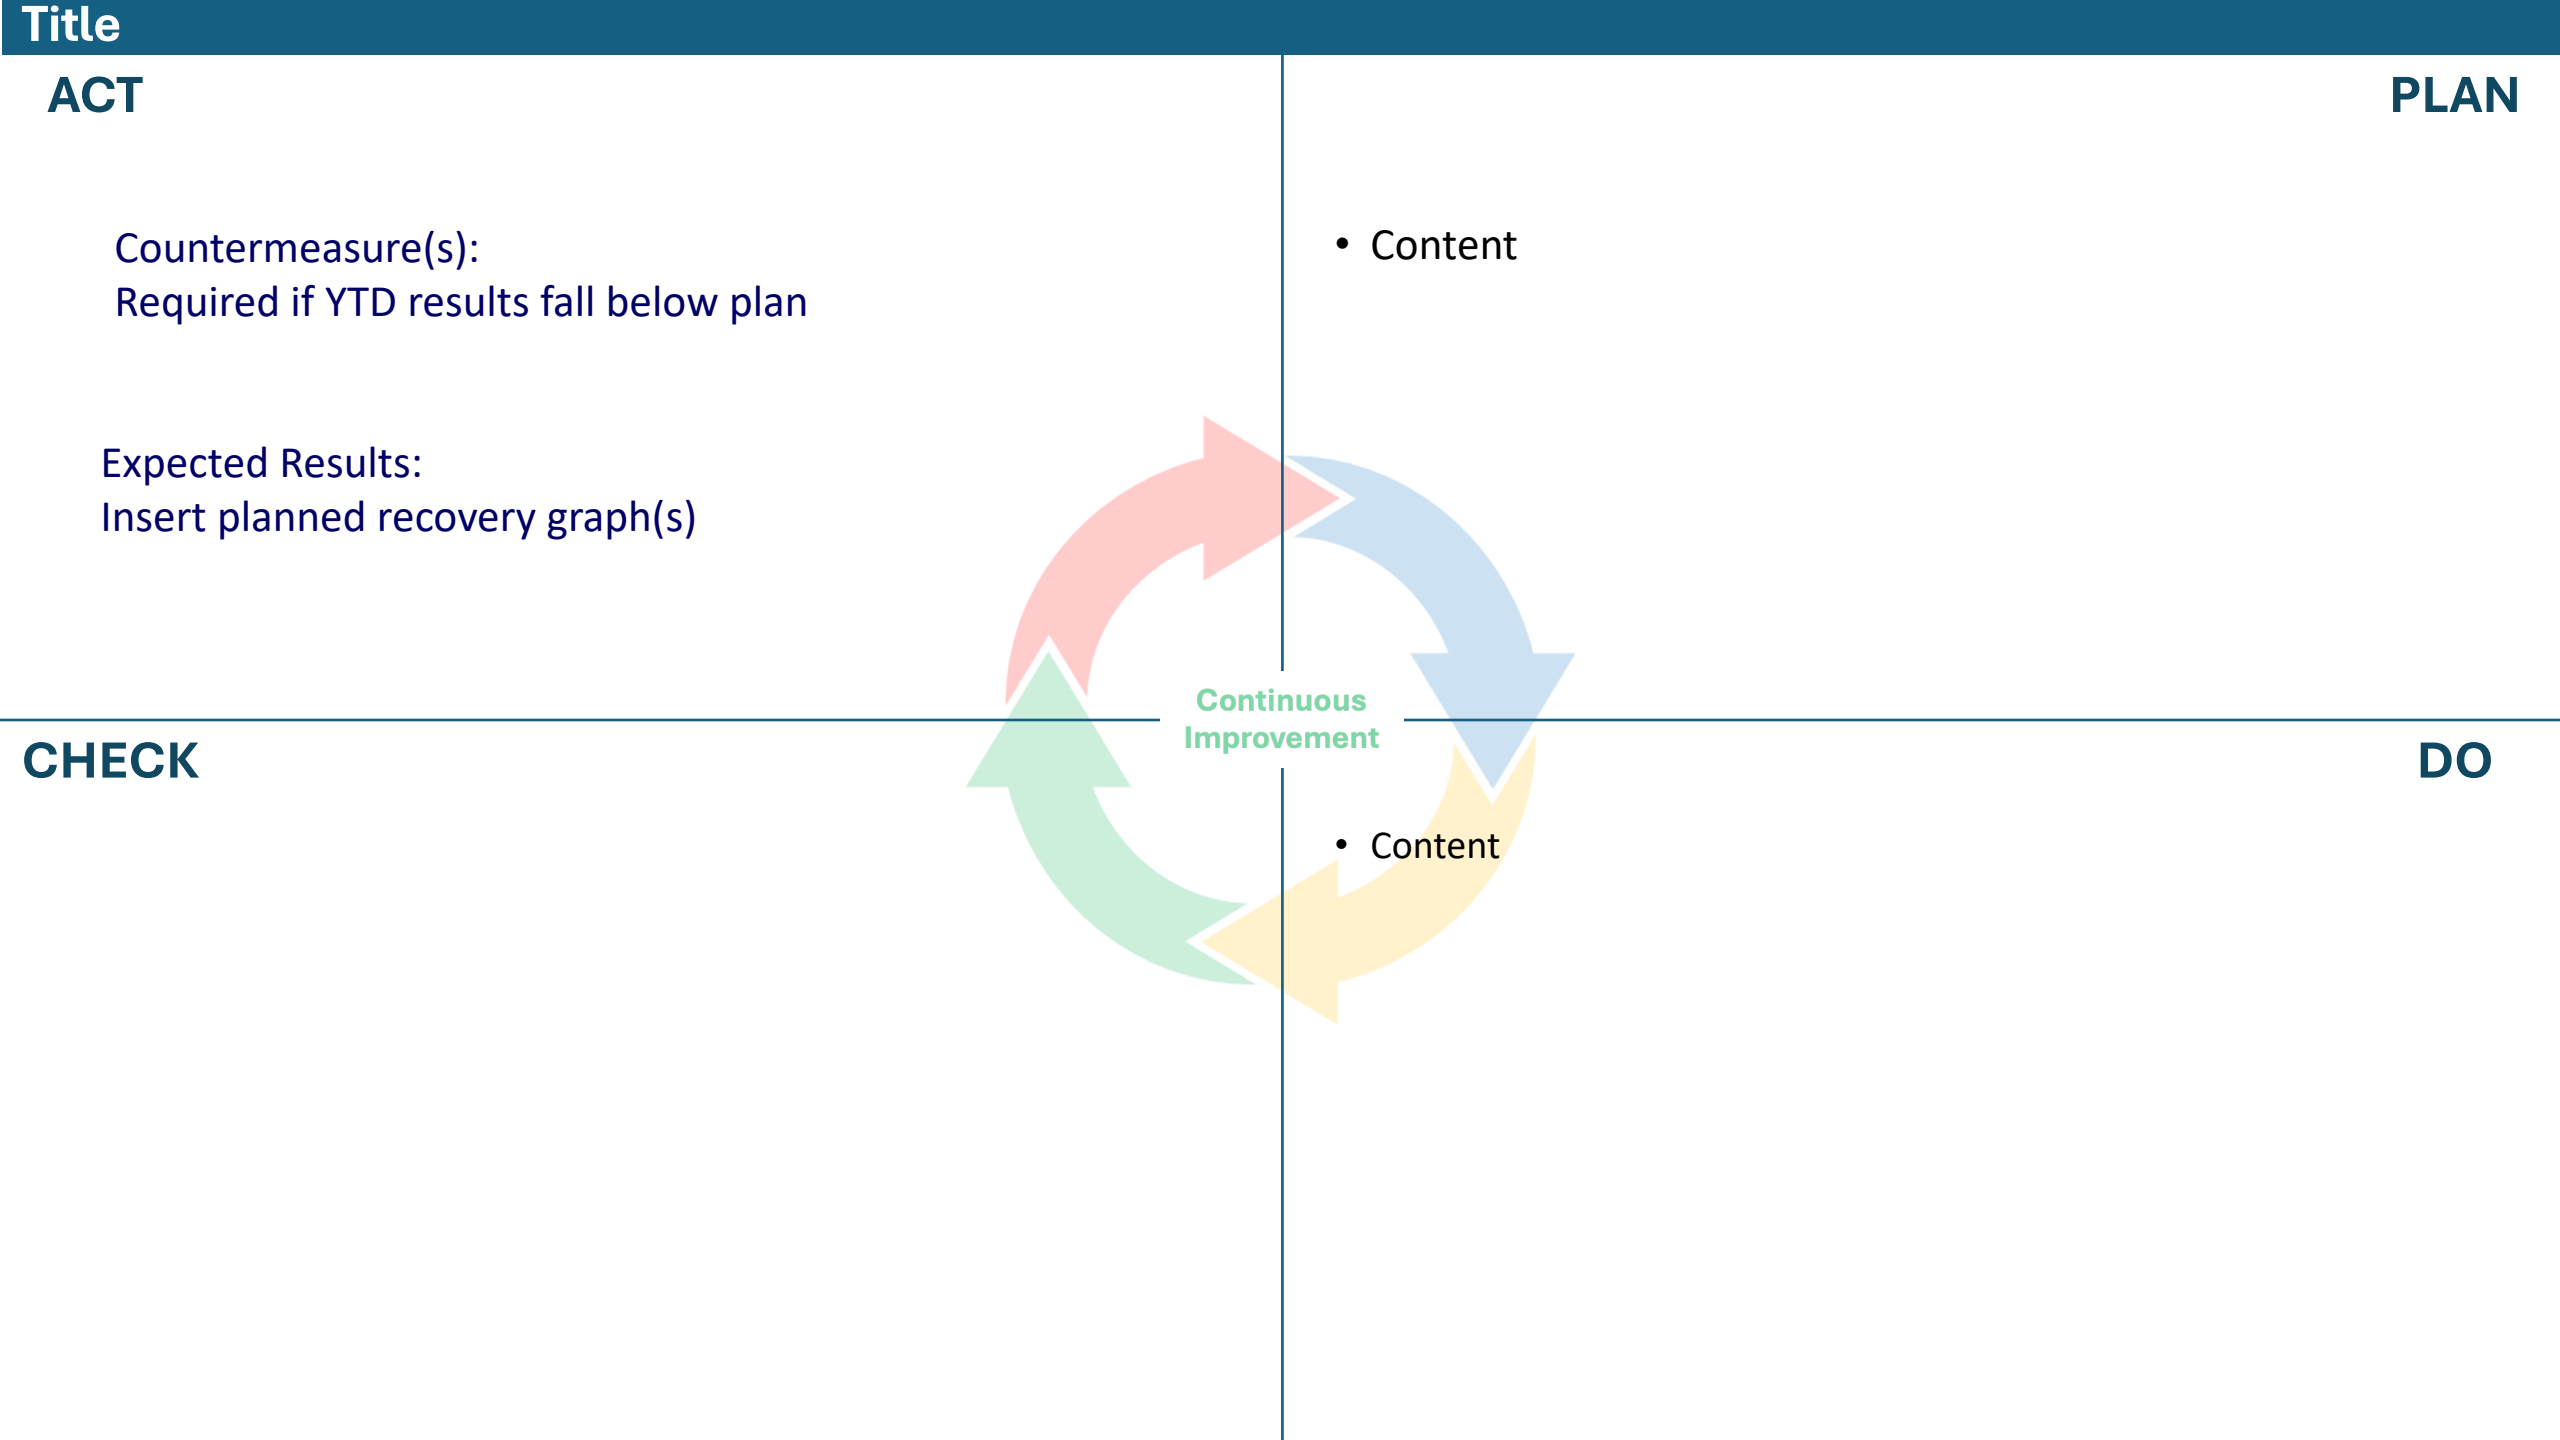 Title
ACT
PLAN
Countermeasure(s):
Required if YTD results fall below plan
Expected Results:
Insert planned recovery graph(s)
• Content
Continuous
Improvement
CHECK
DO
• Content